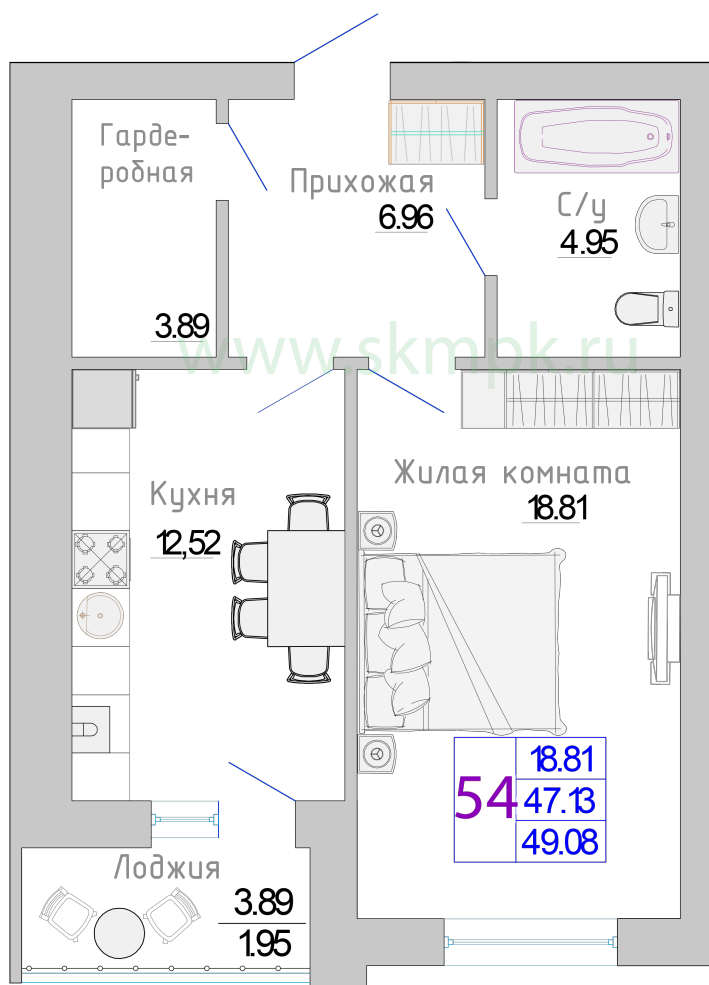 Гарде-
робная
3.89
Прихожая
6.96
С/у
4.95
www.skmpk.ru
Кухня
12,52
Жилая комната
18.81
54
18.81
47.13
49.08
Лоджия
3.89
1.95